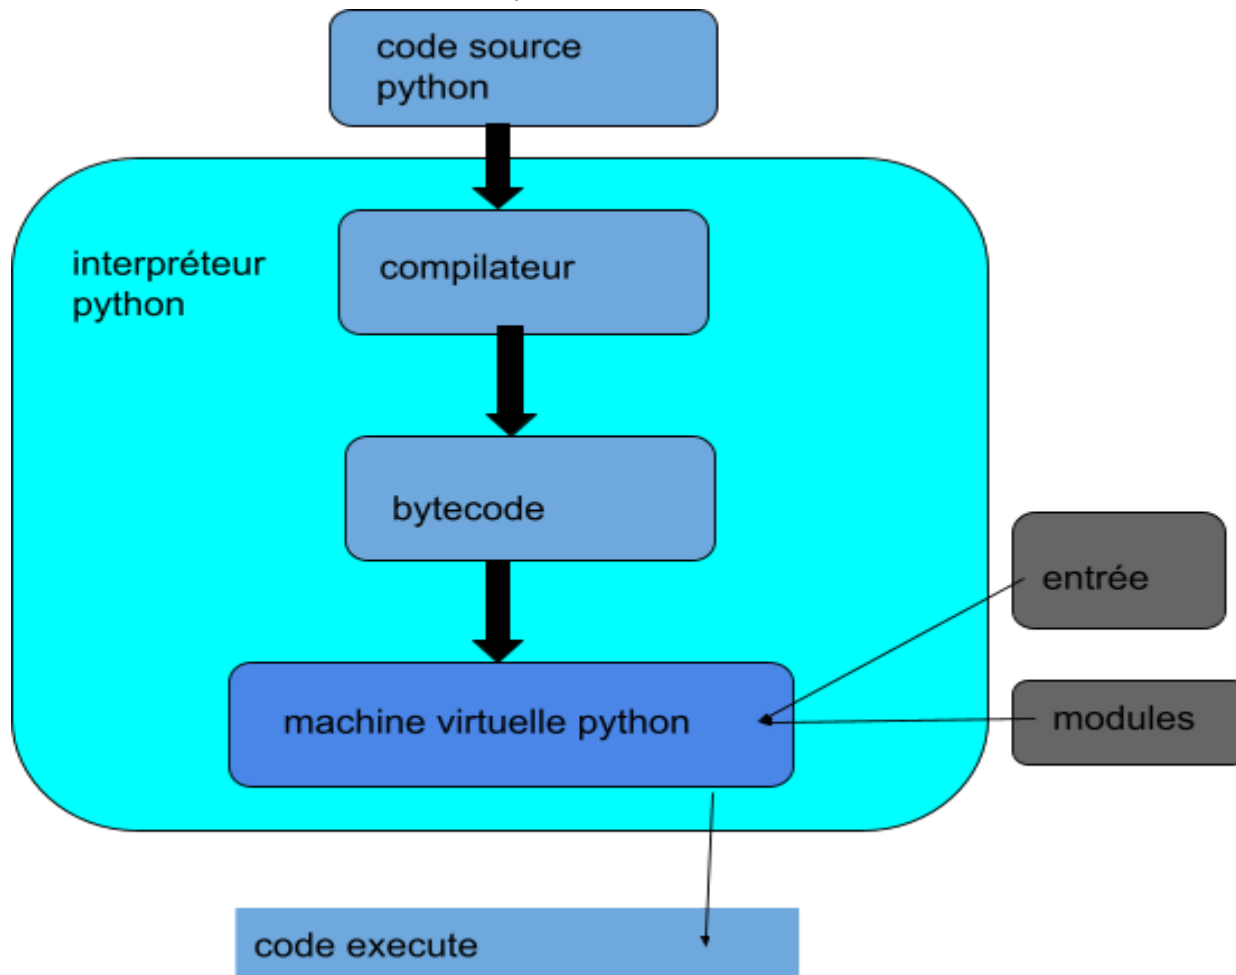 code source
python
interpréteur
python
compilateur
bytecode
entrée
machine virtuelle python
modules
code execute